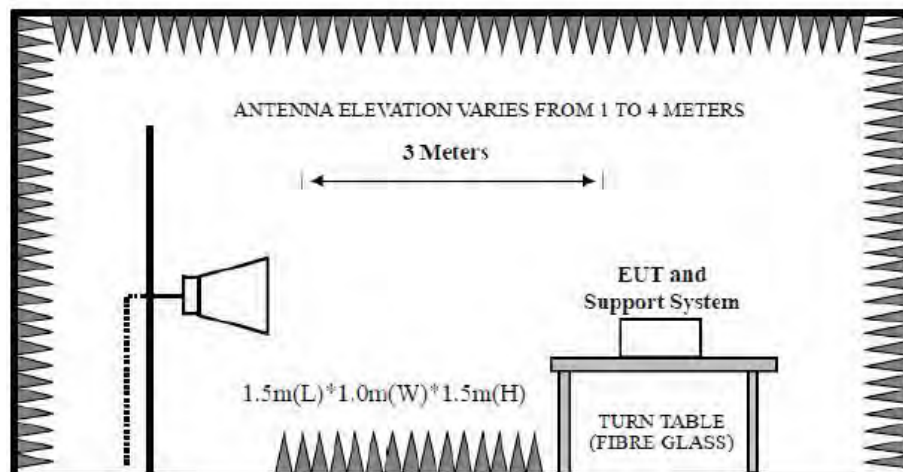 ANTENNA ELEVATION VARIES FROM 1 TO 4 METERS
3 Meters
EUT and
Support System
1.5m(L)*1.0m(W)*1.5m(H)
TURN TABLE
(FIBRE GLASS)